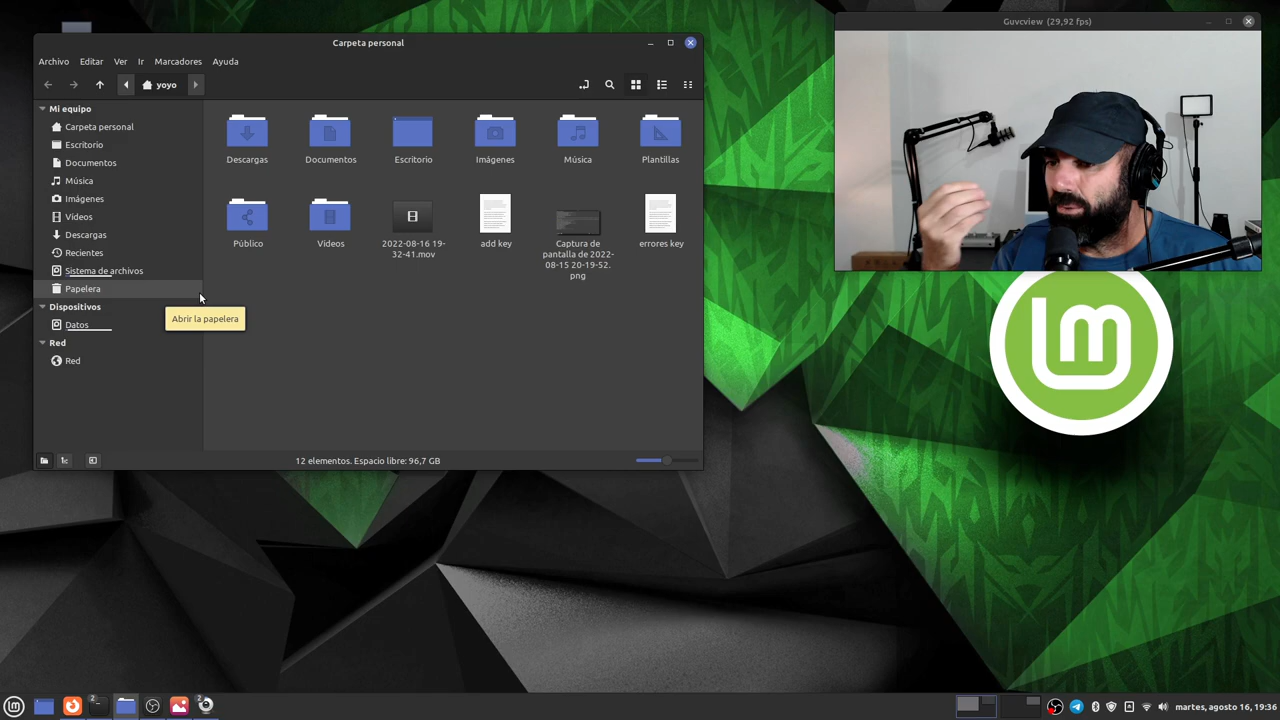 Carpeta personal
Archivo Editar Ver Ir Marcadores Ayuda
yoyo
Mi equipo
Carpeta personal
Escritorio
Documentos
Música
Imágenes
Vídeos
Descargas
Recientes
Sistema de archivos
Papelera
Dispositivos
Datos
Red
Red
Abrir la papelera
Descargas
Documentos
Escritorio
Imágenes
Música
Plantillas
Público
Vídeos
2022-08-16 19-
32-41.mov
add key
Captura de
pantalla de 2022-
08-15 20-19-52.
png
errores key
12 elementos. Espacio libre: 96,7 GB
Guvcview (29,92 fps)
2
2
martes, agosto 16, 19:36